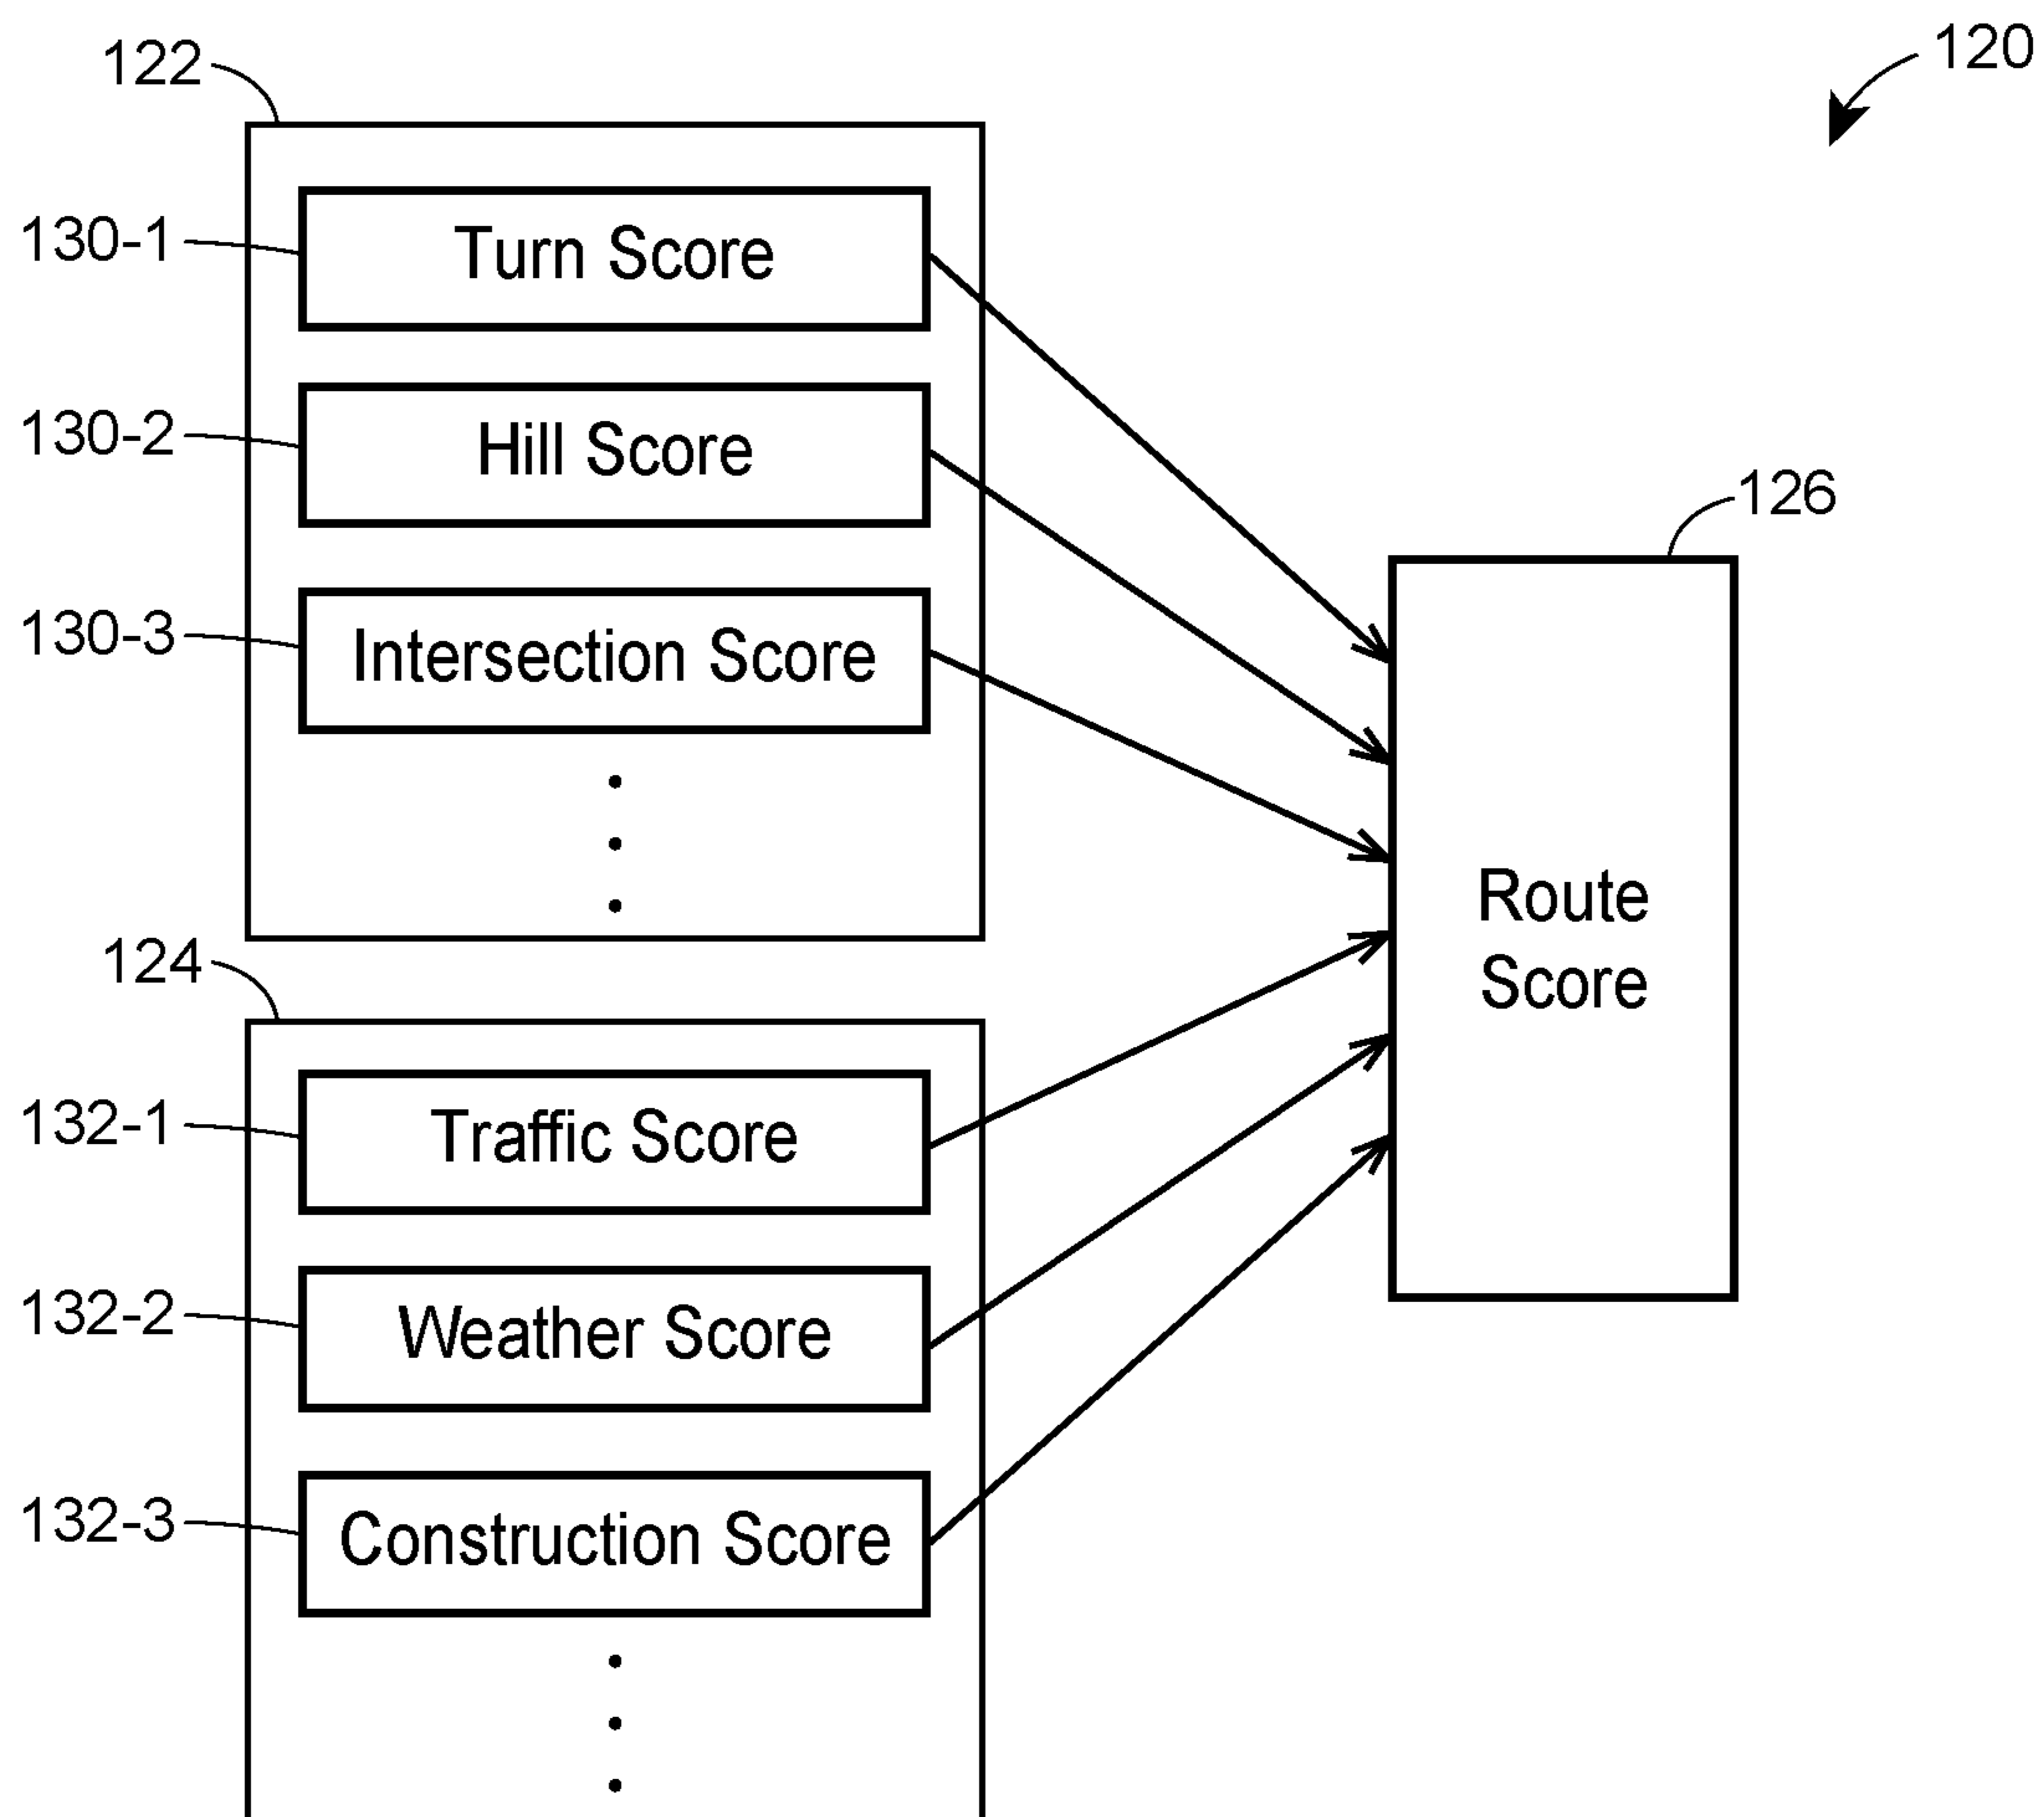 120
122
130-1
Turn Score
130-2
Hill Score
130-3
Intersection Score
126
Route
Score
124
132-1
Traffic Score
132-2
Weather Score
132-3
Construction Score